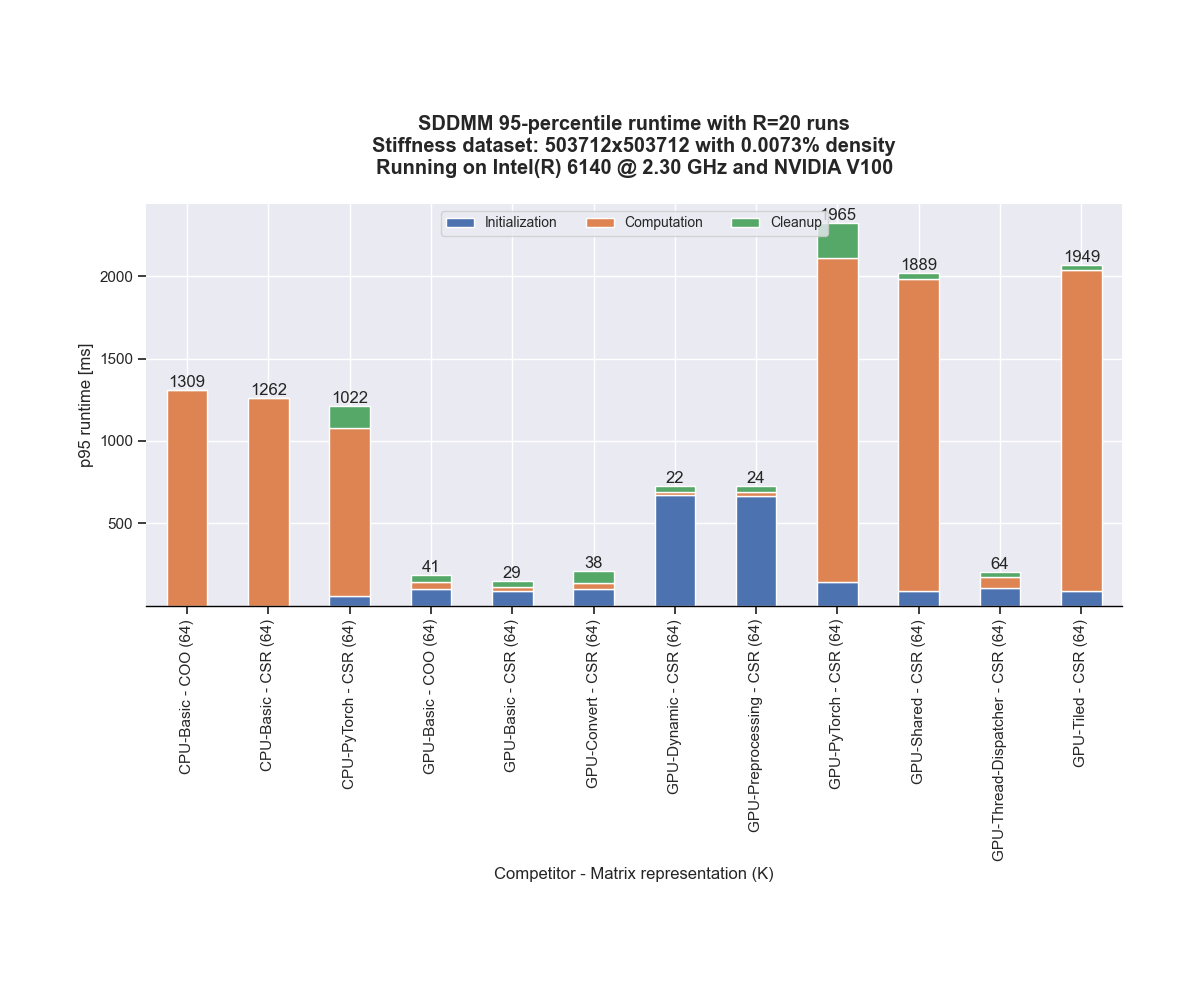 SDDMM 95-percentile runtime with R=20 runs
Stiffness dataset: 503712x503712 with 0.0073% density
Running on Intel(R) 6140 @ 2.30 GHz and NVIDIA V100
Initialization Computation Cleanup
1965
1889
1949
2000
1500
1309
1262
1022
1000
22
24
500
41
29
38
64
p95 runtime [ms]
CPU-Basic - COO (64)
CPU-Basic - CSR (64)
CPU-PyTorch - CSR (64)
GPU-Basic - COO (64)
GPU-Basic - CSR (64)
GPU-Convert - CSR (64)
GPU-Dynamic - CSR (64)
GPU-Preprocessing - CSR (64)
GPU-PyTorch - CSR (64)
GPU-Shared - CSR (64)
GPU-Thread-Dispatcher - CSR (64)
GPU-Tiled - CSR (64)
Competitor - Matrix representation (K)